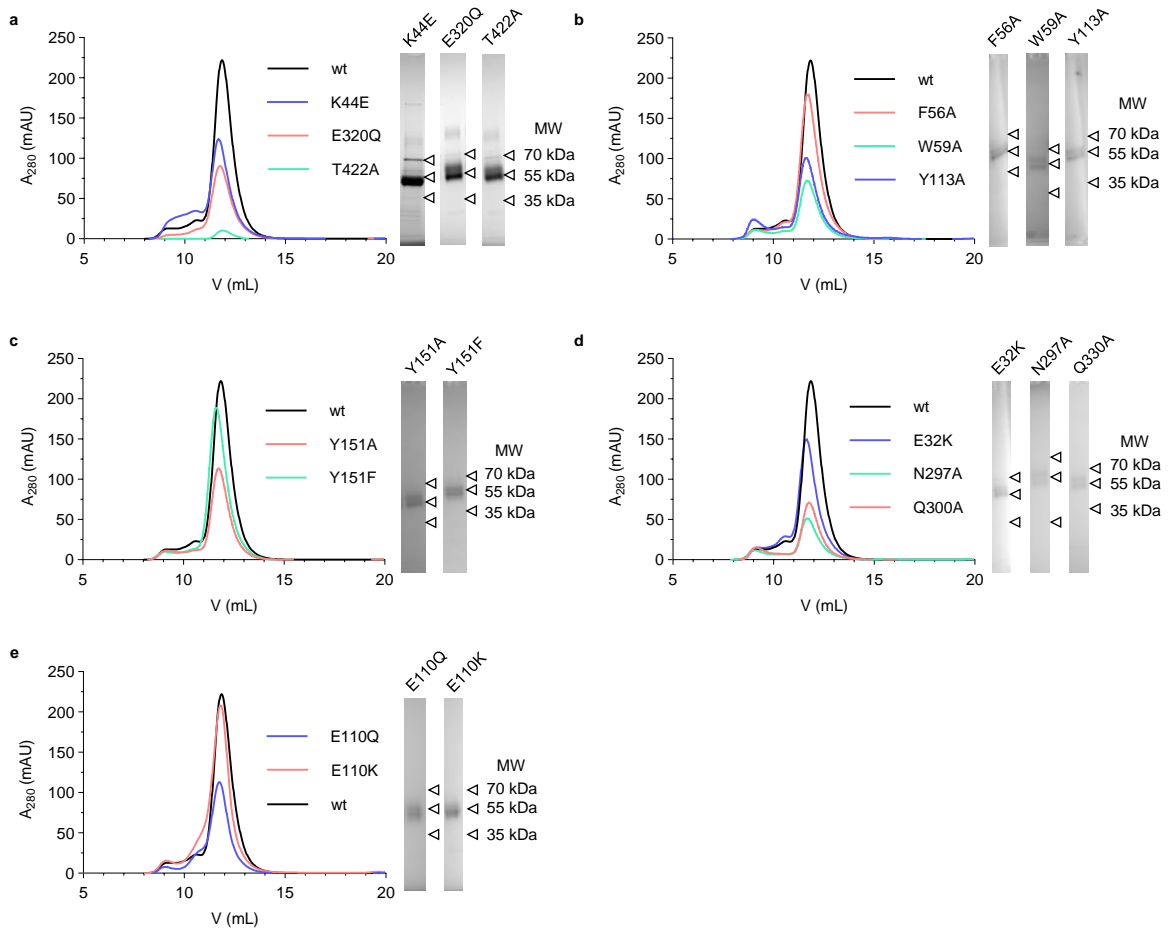 a
A280 (mAU)
250
200
150
100
50
0
5 10 15 20
V (mL)
wt
K44E
E320Q
T422A
K44E E320Q T422A
MW
70 kDa
55 kDa
35 kDa
b
A280 (mAU)
250
200
150
100
50
0
5 10 15 20
V (mL)
wt
F56A
W59A
Y113A
F56A W59A Y113A
MW
70 kDa
55 kDa
35 kDa
c
A280 (mAU)
250
200
150
100
50
0
5 10 15 20
V (mL)
wt
Y151A
Y151F
Y151A Y151F
MW
70 kDa
55 kDa
35 kDa
d
A280 (mAU)
250
200
150
100
50
0
5 10 15 20
V (mL)
wt
E32K
N297A
Q300A
E32K N297A Q330A
MW
70 kDa
55 kDa
35 kDa
e
A280 (mAU)
250
200
150
100
50
0
5 10 15 20
V (mL)
E110Q
E110K
wt
E110Q E110K
MW
70 kDa
55 kDa
35 kDa